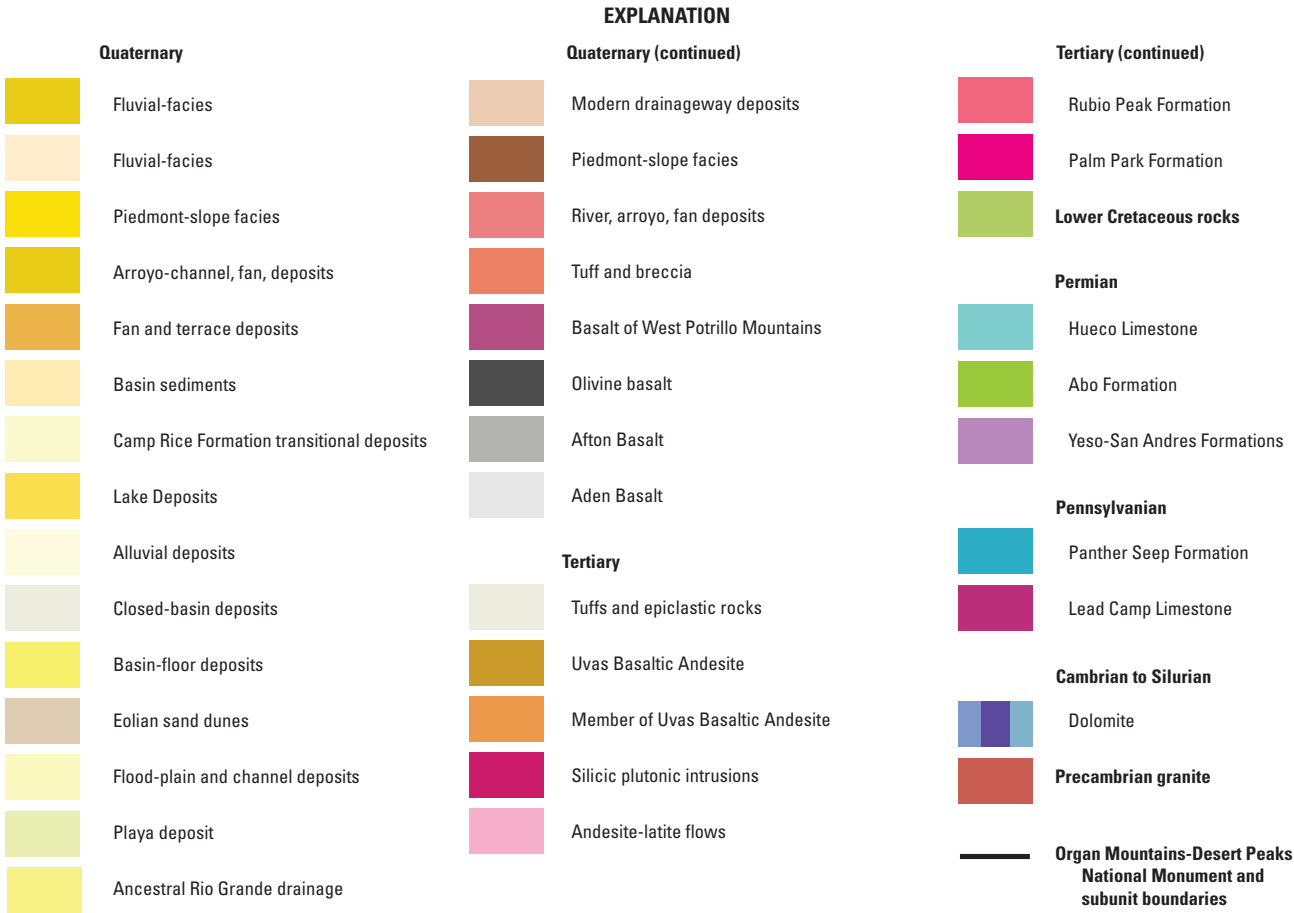 EXPLANATION
Quaternary
Fluvial-facies
Fluvial-facies
Piedmont-slope facies
Arroyo-channel, fan, deposits
Fan and terrace deposits
Basin sediments
Camp Rice Formation transitional deposits
Lake Deposits
Alluvial deposits
Closed-basin deposits
Basin-floor deposits
Eolian sand dunes
Flood-plain and channel deposits
Playa deposit
Ancestral Rio Grande drainage
Quaternary (continued)
Modern drainageway deposits
Piedmont-slope facies
River, arroyo, fan deposits
Tuff and breccia
Basalt of West Potrillo Mountains
Olivine basalt
Afton Basalt
Aden Basalt
Tertiary
Tuffs and epiclastic rocks
Uvas Basaltic Andesite
Member of Uvas Basaltic Andesite
Silicic plutonic intrusions
Andesite-latite flows
Tertiary (continued)
Rubio Peak Formation
Palm Park Formation
Lower Cretaceous rocks
Permian
Hueco Limestone
Abo Formation
Yeso-San Andres Formations
Pennsylvanian
Panther Seep Formation
Lead Camp Limestone
Cambrian to Silurian
Dolomite
Precambrian granite
Organ Mountains-Desert Peaks
National Monument and
subunit boundaries